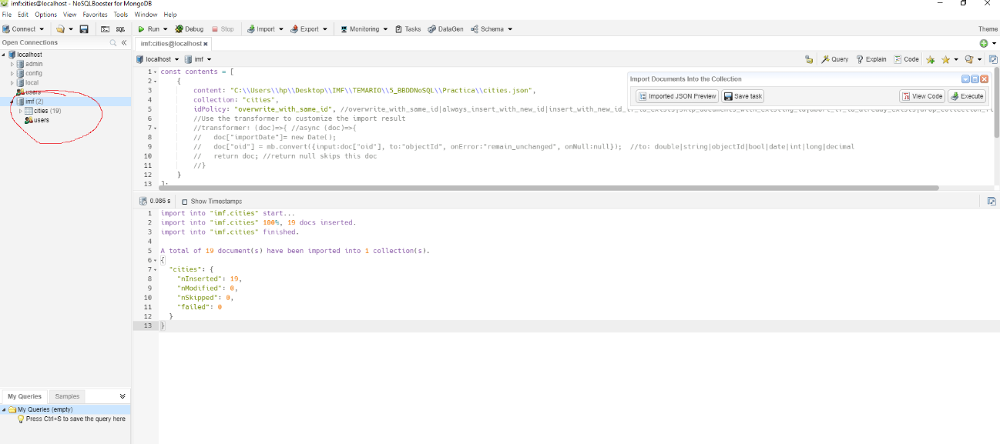 imf:cities@localhost - NoSQLBooster for MongoDB
File Edit Options View Favorites Tools Window Help
Connect Run Debug Stop Import Export Monitoring Tasks DataGen Schema Theme
SQL
Open Connections
imf:cities@localhost
localhost
admin
config
local
users
imf (2)
cities (19)
users
localhost imf Query Explain Code
1 const contents = [
2 {
3 content: "C:\\Users\\hp\\Desktop\\IMF\\TEMARIO\\5_BBDDNoSQL\\Practica\\cities.json",
4 collection: "cities",
5 idPolicy: "overwrite_with_same_id", //overwrite_with_same_id|always_insert_with_new_id|insert_with_new_id_
6 //Use the transformer to customize the import result
7 //transformer: (doc)=>{ //async (doc)=>{
8 // doc["importDate"]= new Date();
9 // doc["oid"] = mb.convert({input:doc["oid"], to:"objectId", onError:"remain_unchanged", onNull:null}); //to: double|string|objectId|bool|date|int|long|decimal
10 // return doc; //return null skips this doc
11 //}
12 }
13 ];
Import Documents Into the Collection
Imported JSON Preview Save task View Code Execute
0.086 s Show Timestamps
1 import into "imf.cities" start...
2 import into "imf.cities" 100%, 19 docs inserted.
3 import into "imf.cities" finished.
4
5 A total of 19 document(s) have been imported into 1 collection(s).
6 {
7 "cities": {
8 "nInserted": 19,
9 "nModified": 0,
10 "nSkipped": 0,
11 "failed": 0
12 }
13 }
My Queries Samples
My Queries (empty)
Press Ctrl+S to save the query here